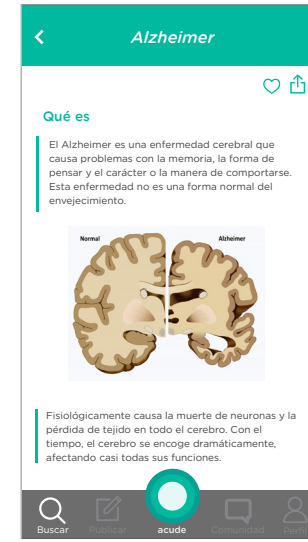 Alzheimer
Qué es
El Alzheimer es una enfermedad cerebral que
causa problemas con la memoria, la forma de
pensar y el carácter o la manera de comportarse.
Esta enfermedad no es una forma normal del
envejecimiento.
Normal
Alzheimer
Fisiológicamente causa la muerte de neuronas y la
pérdida de tejido en todo el cerebro. Con el
tiempo, el cerebro se encoge dramáticamente,
afectando casi todas sus funciones.
Buscar
Publicar
acude
Comunidad
Perfil